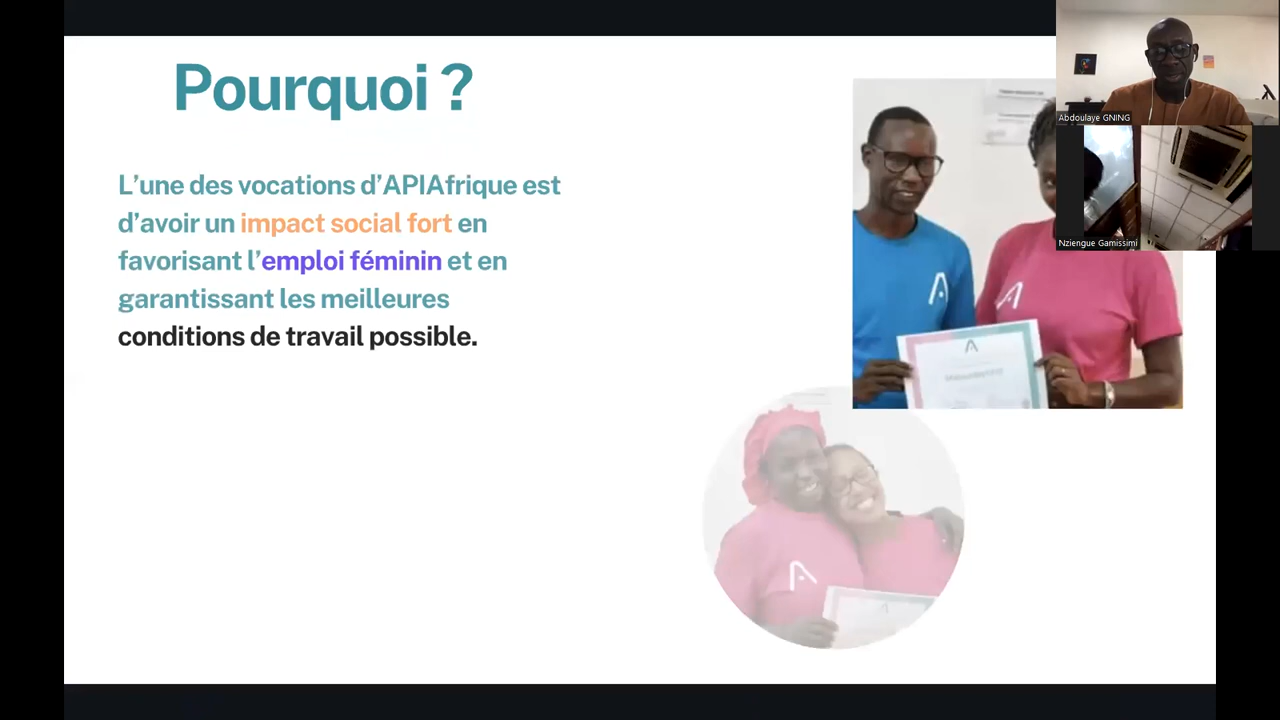 Pourquoi ?
L’une des vocations d’APIAfrique est
d’avoir un impact social fort en
favorisant l’emploi féminin et en
garantissant les meilleures
conditions de travail possible.
Abdoulaye GNING
Nziengue Gamissimi